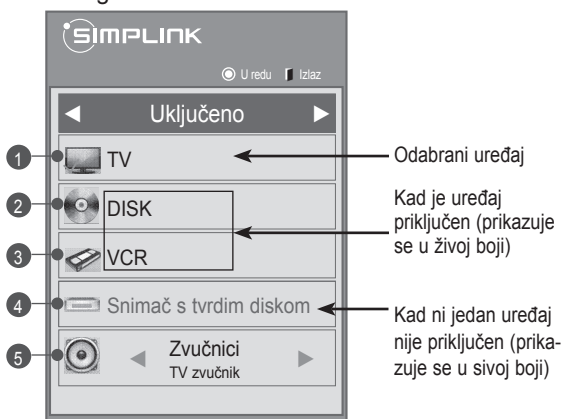 SIMPLINK
U redu Izlaz
Uključeno
1 TV
Odabrani uređaj
2 DISK
3 VCR
Kad je uređaj
priključen (prikazuje
se u živoj boji)
4 Snimač s tvrdim diskom
Kad ni jedan uređaj
nije priključen (prika-
zuje se u sivoj boji)
5 Zvučnici
TV zvučnik